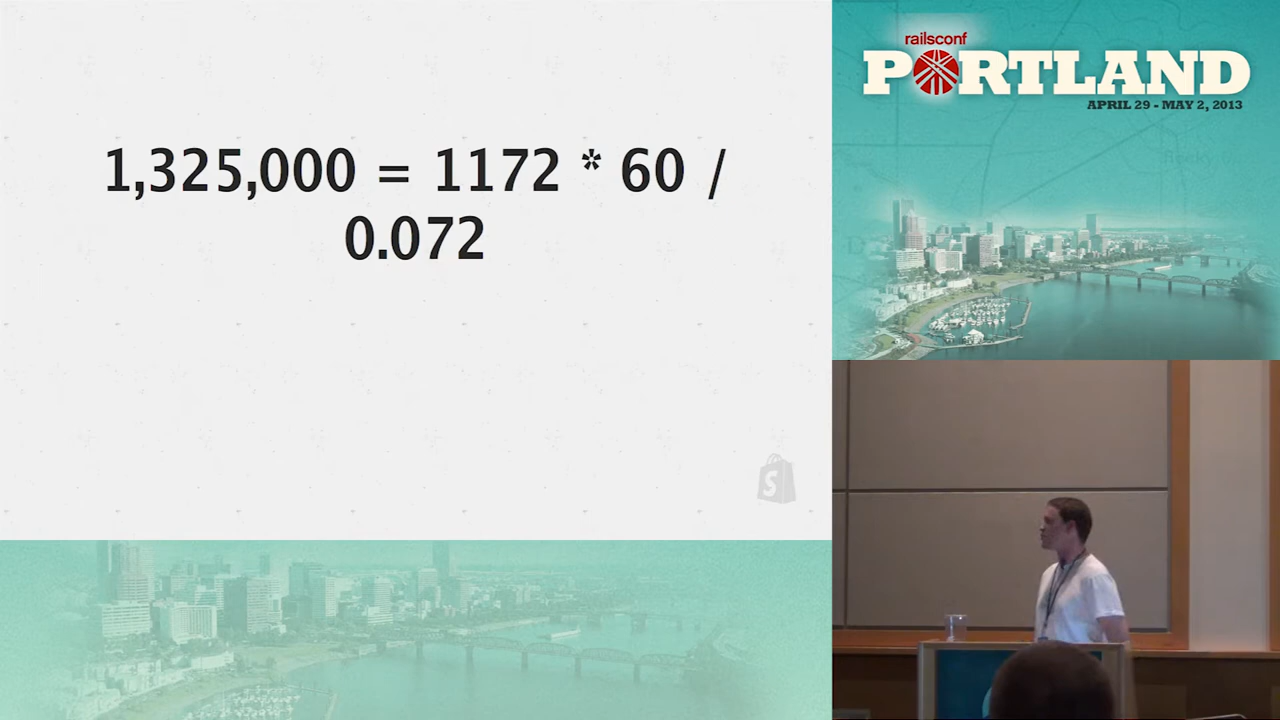 1,325,000 = 1172 * 60 /
0.072
railsconf
PORTLAND
APRIL 29 - MAY 2, 2013